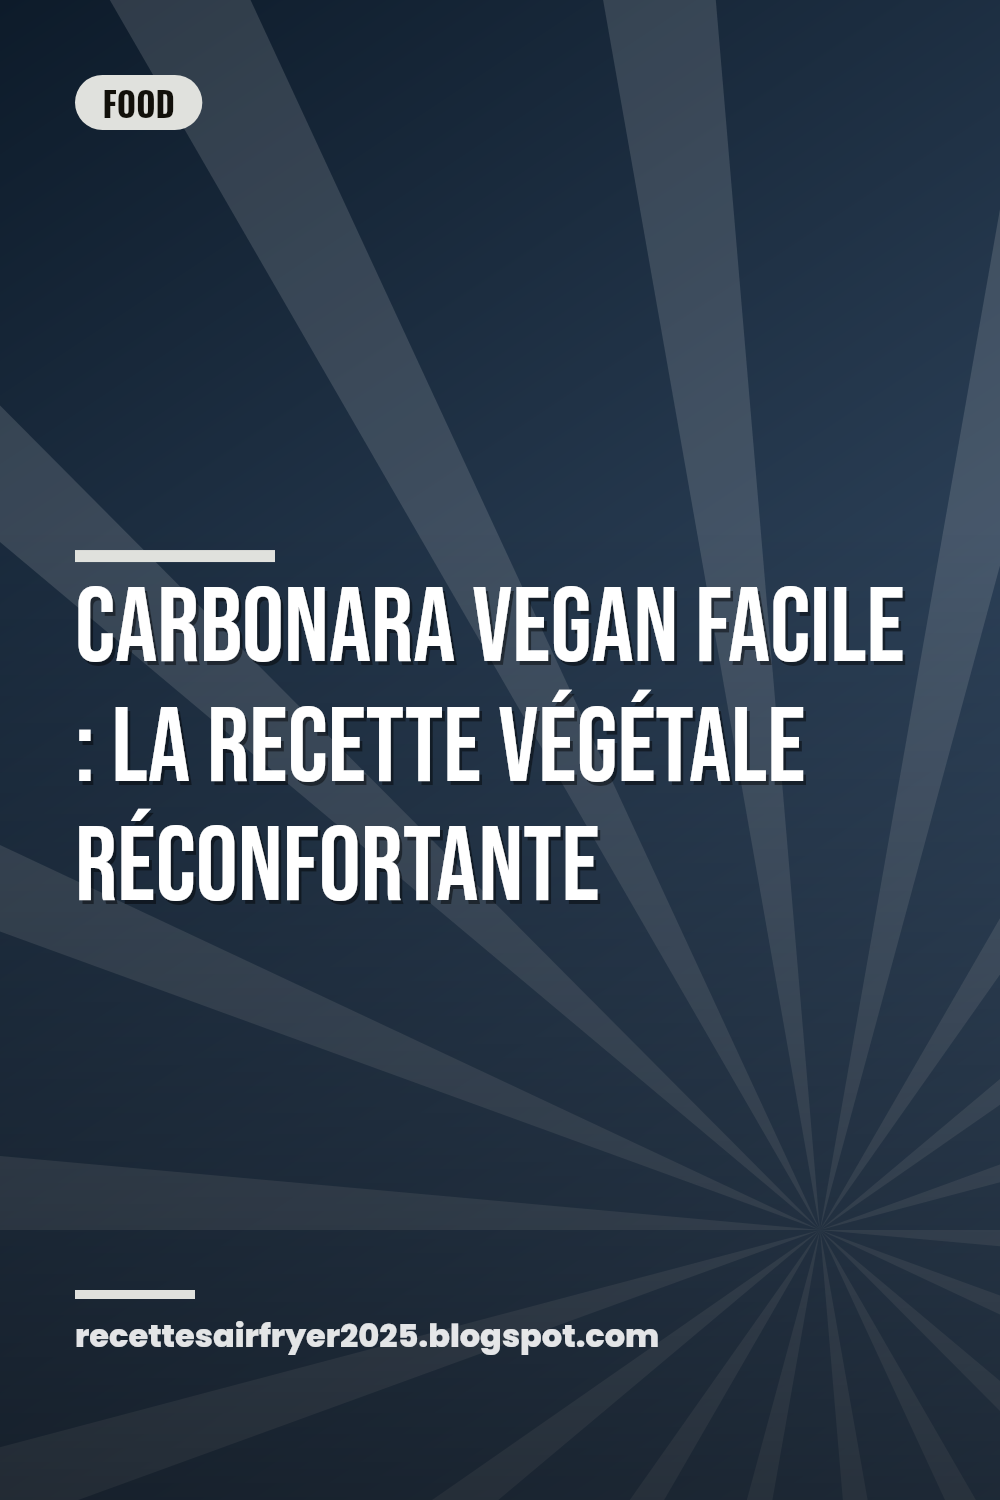 FOOD
CARBONARA VEGAN FACILE
: LA RECETTE VÉGÉTALE
RÉCONFORTANTE
recettesairfryer2025.blogspot.com